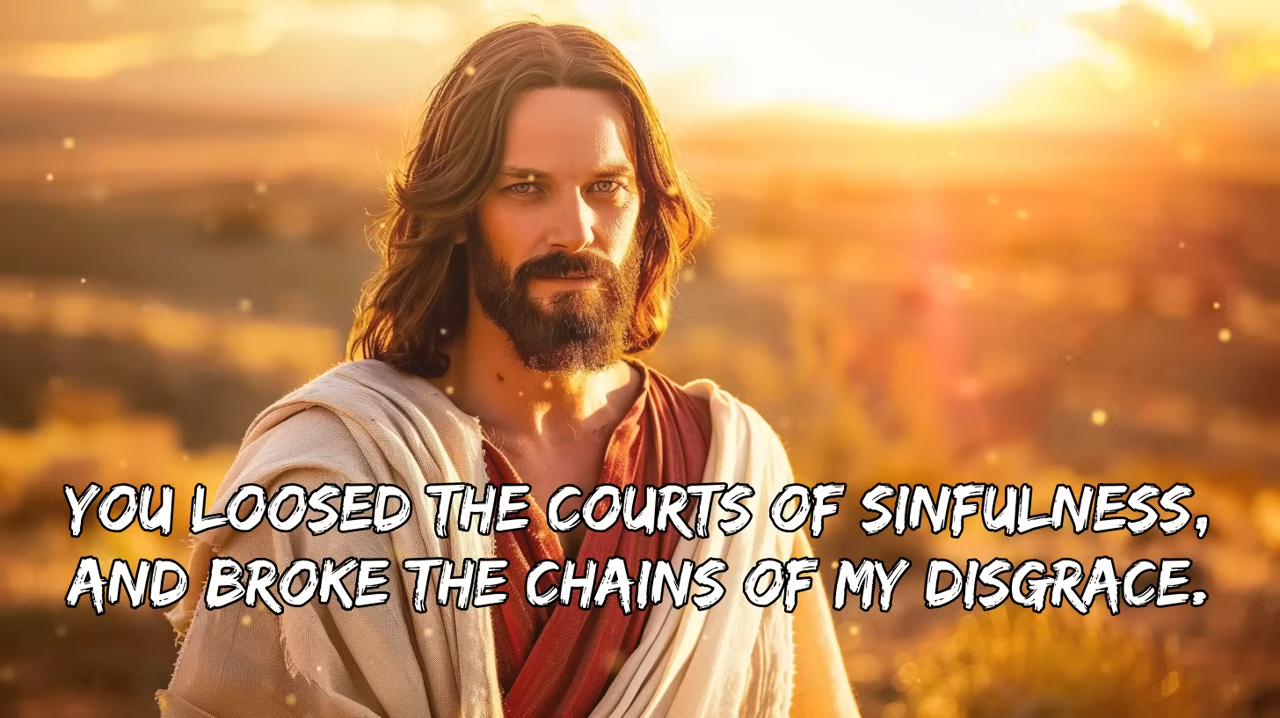 YOU LOOSED THE COURTS OF SINFULNESS,
AND BROKE THE CHAINS OF MY DISGRACE.